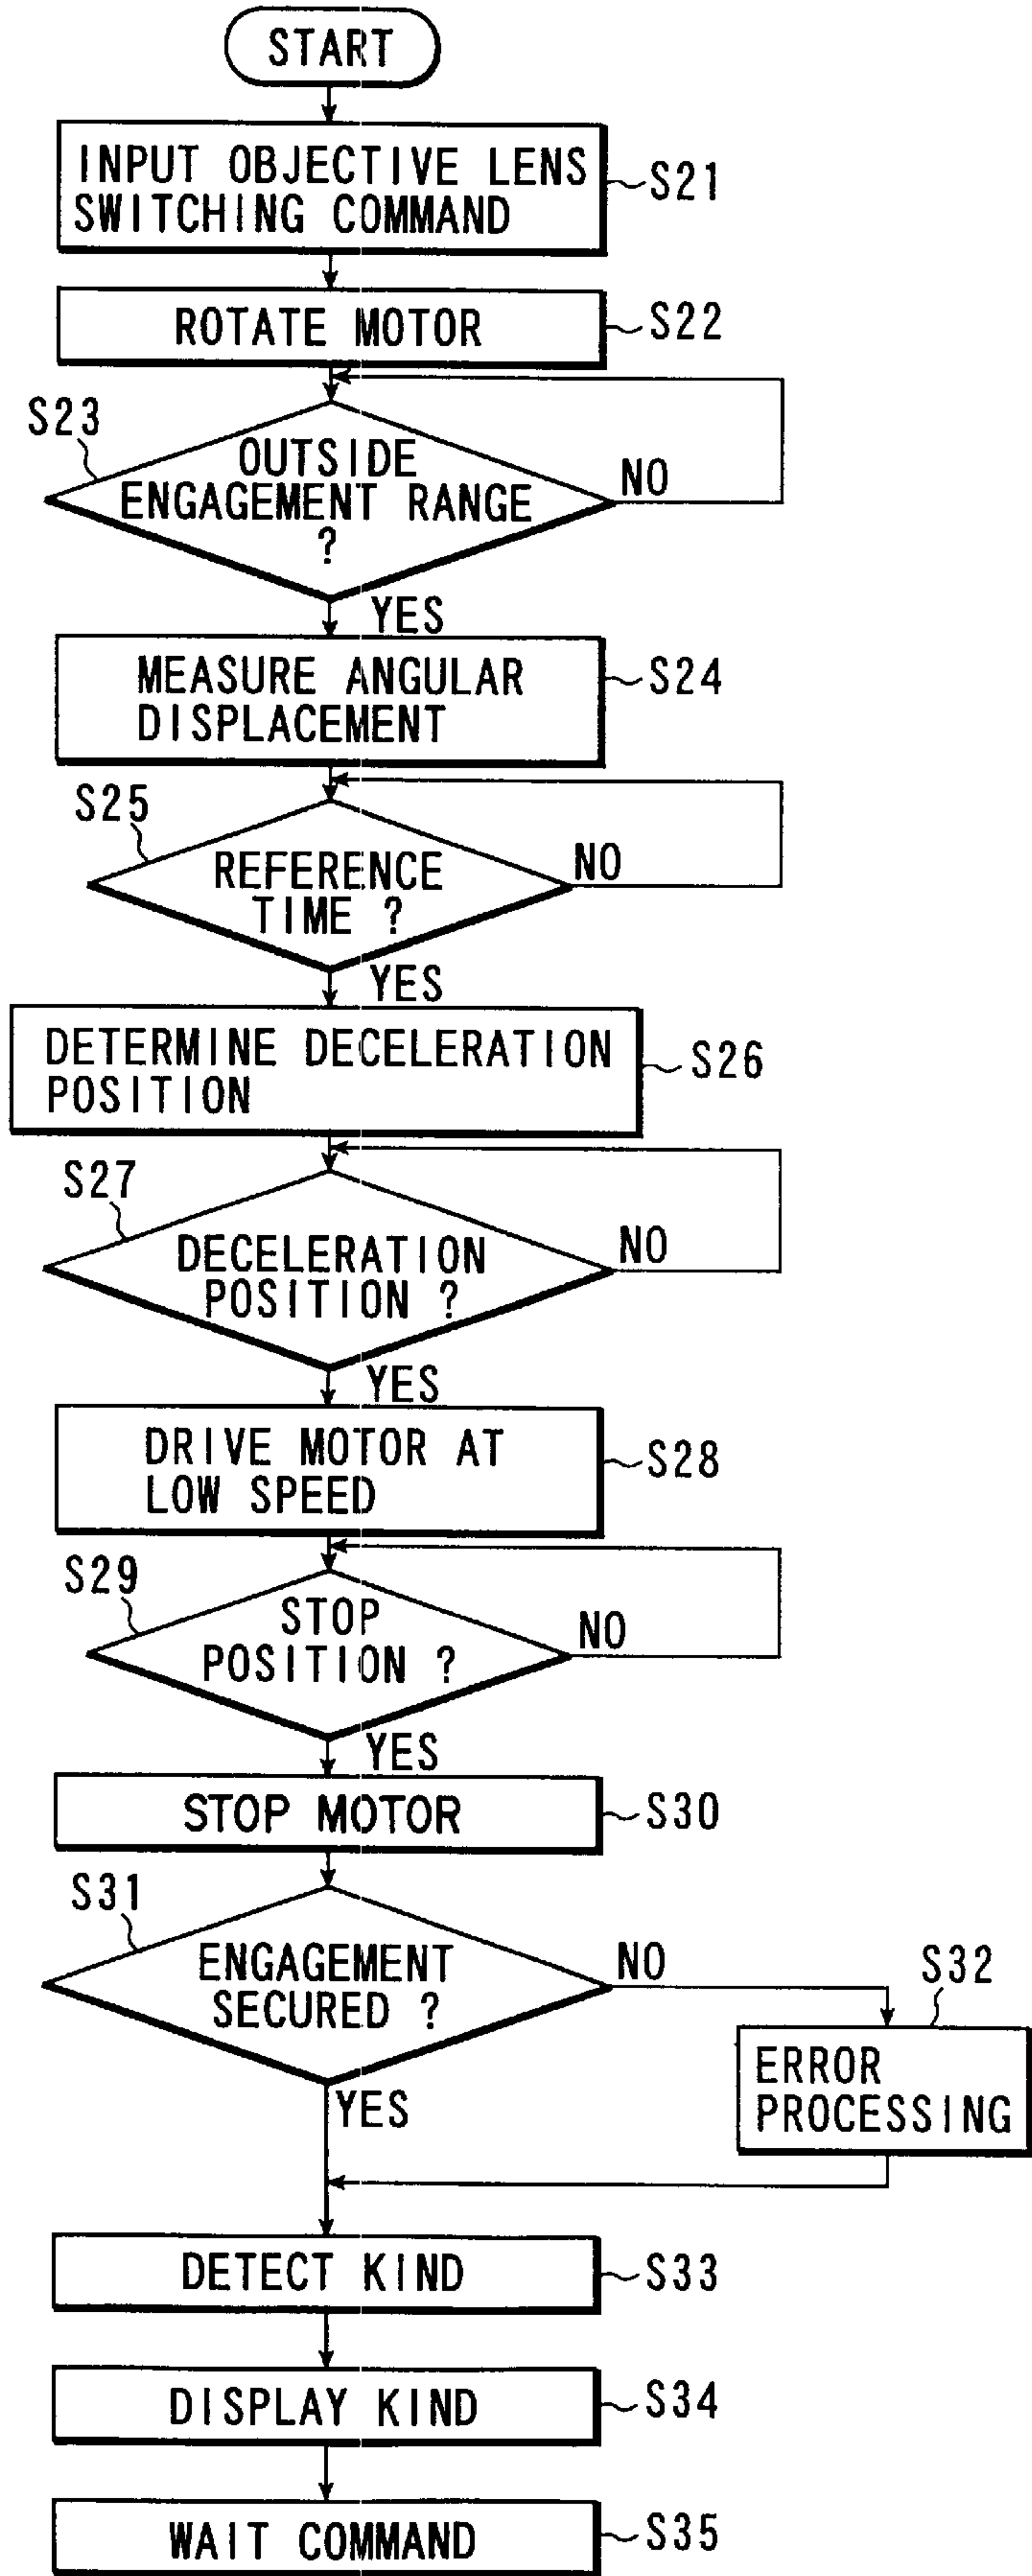 START
INPUT OBJECTIVE LENS
SWITCHING COMMAND
S21
ROTATE MOTOR
S22
S23
OUTSIDE
ENGAGEMENT RANGE
?
NO
YES
MEASURE ANGULAR
DISPLACEMENT
S24
S25
REFERENCE
TIME ?
NO
YES
DETERMINE DECELERATION
POSITION
S26
S27
DECELERATION
POSITION ?
NO
YES
DRIVE MOTOR AT
LOW SPEED
S28
S29
STOP
POSITION ?
NO
YES
STOP MOTOR
S30
S31
ENGAGEMENT
SECURED ?
NO
S32
ERROR
PROCESSING
YES
DETECT KIND
S33
DISPLAY KIND
S34
WAIT COMMAND
S35